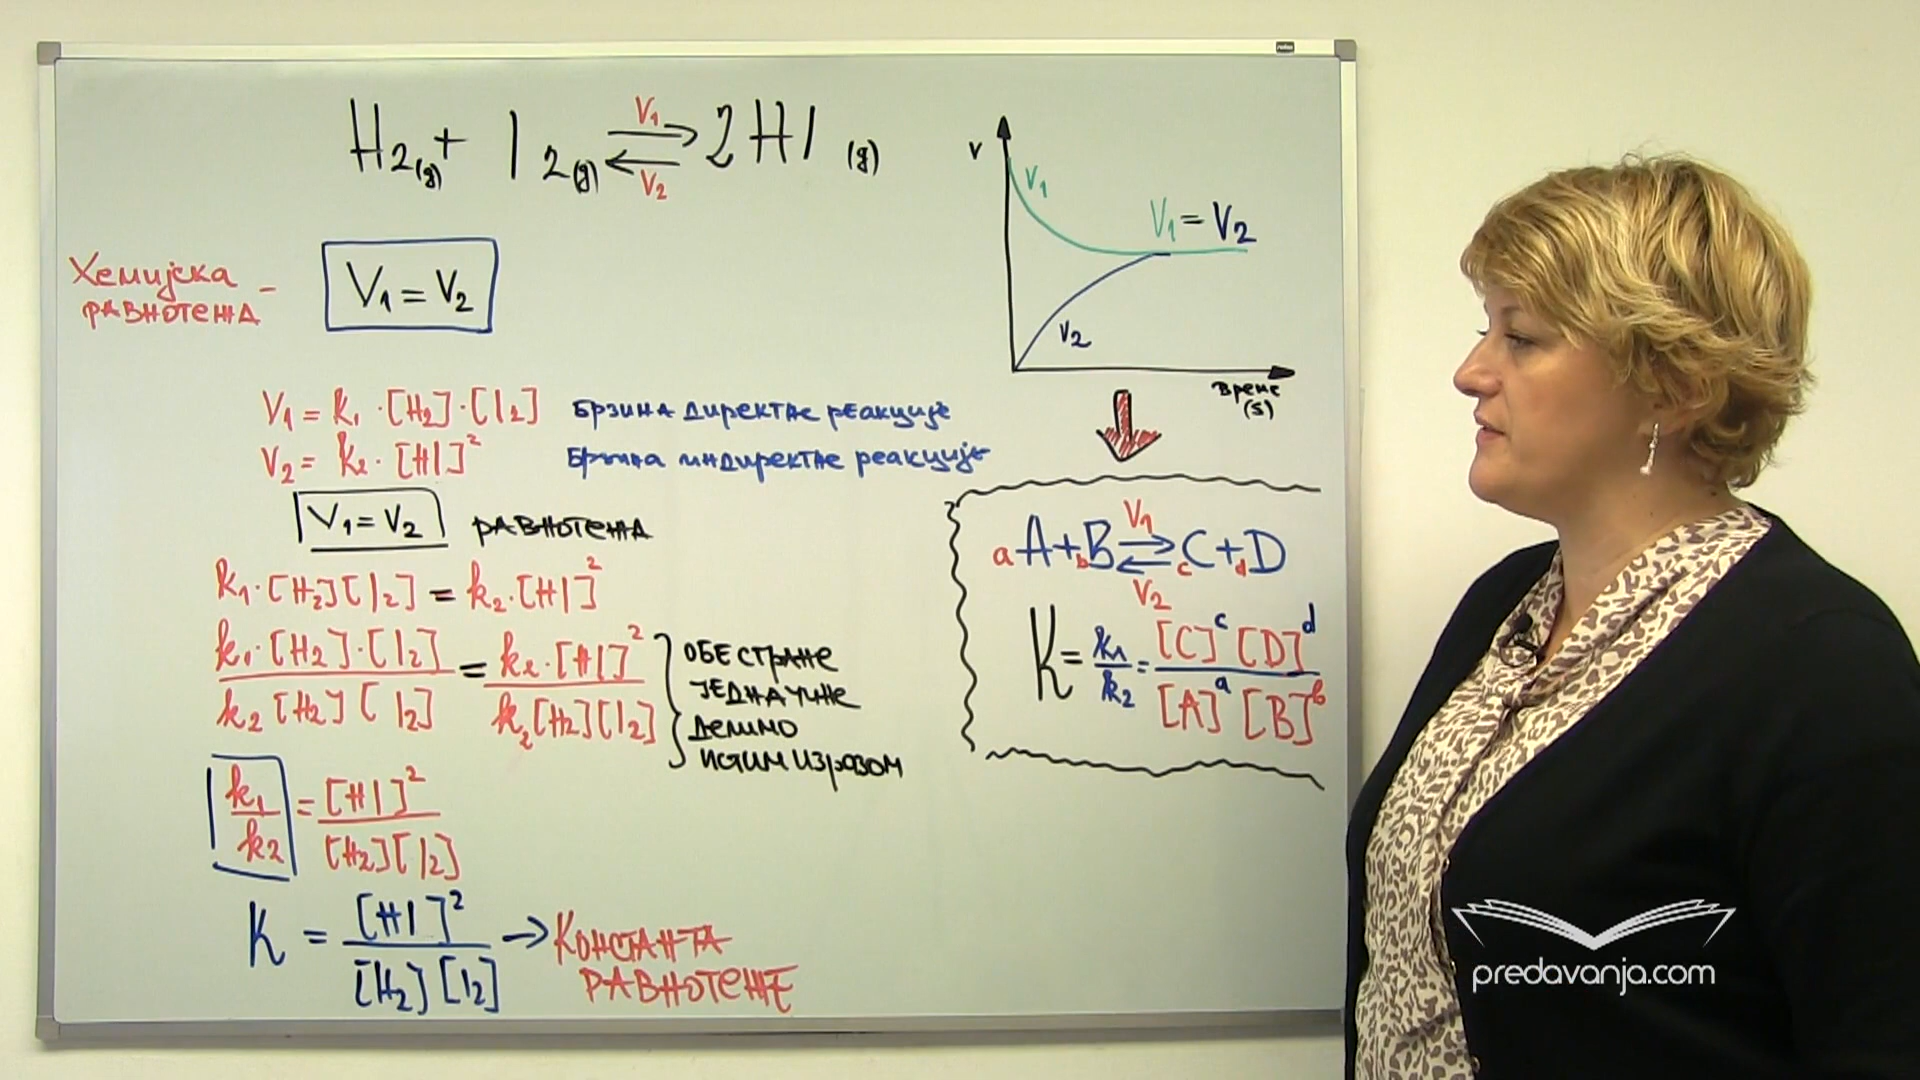 H₂(g) + I₂(g) ⇄ 2HI (g)
V₁
V₂
Хемијска -
равнотежа
V₁ = V₂
V₁ = k₁ · [H₂] · [I₂] брзина директне реакције
V₂ = k₂ · [HI]² брзина индиректне реакције
V₁ = V₂ равнотежа
k₁ · [H₂][I₂] = k₂ · [HI]²
k₁ · [H₂] · [I₂] / k₂ [H₂][I₂] = k₂ · [HI]² / k₂ [H₂][I₂]
ОБЕ СТРАНЕ
ЈЕДНАЧИНЕ
ДЕЛИМО
ИСТИМ ИЗРАЗОМ
k₁ / k₂ = [HI]² / [H₂][I₂]
K = [HI]² / [H₂][I₂] → КОНСТАНТА
РАВНОТЕЖЕ
V
V₁
V₁ = V₂
V₂
Време
(s)
V₁
aA + bB ⇄ cC + dD
V₂
K = k₁ / k₂ = [C]ᶜ [D]ᵈ / [A]ᵃ [B]ᵇ
predavanja.com